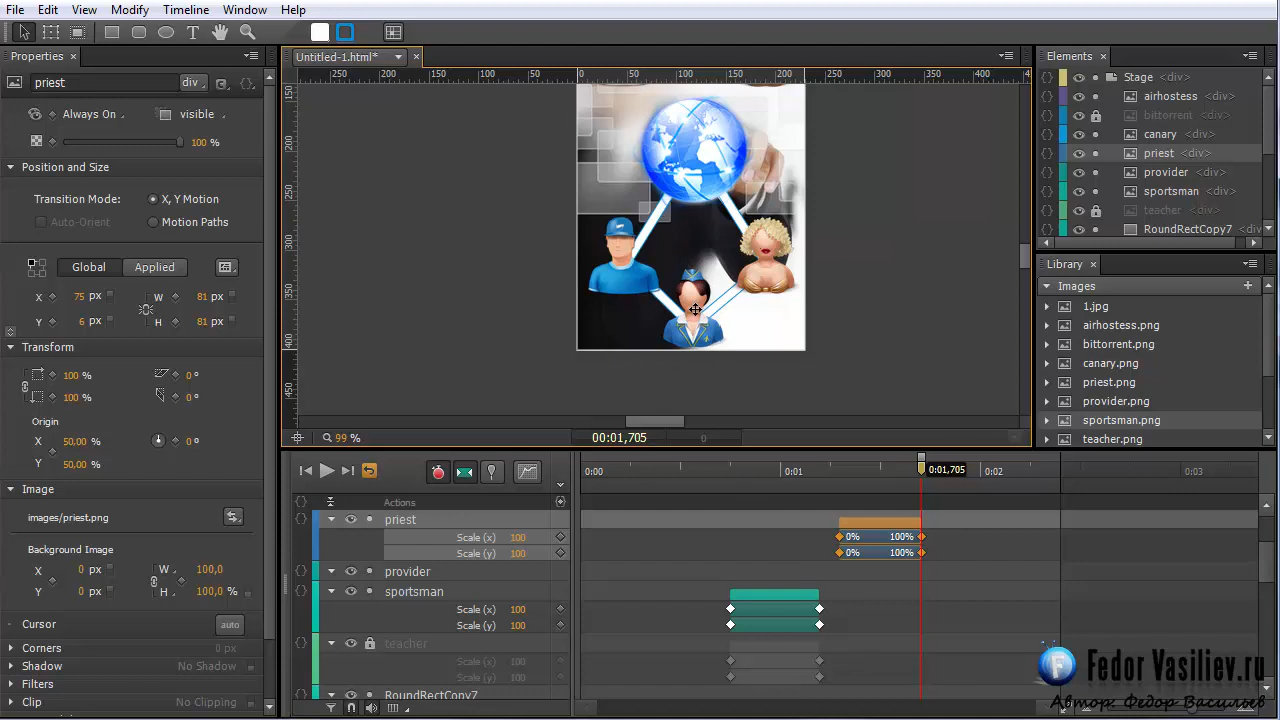 File Edit View Modify Timeline Window Help
Properties
priest
div
Always On
visible
100 %
Position and Size
Transition Mode: X, Y Motion
Auto-Orient Motion Paths
Global Applied
X 75 px W 81 px
Y 6 px H 81 px
Transform
100 % 0 º
100 % 0 º
Origin
X 50,00 % 0 º
Y 50,00 %
Image
images/priest.png
Background Image
X 0 px W 100,0
Y 0 px H 100,0 %
Cursor auto
Corners 0 px
Shadow No Shadow
Filters
Clip No Clipping
Untitled-1.html*
250 200 150 100 50 0 50 100 150 200 250 300 350 400
150
200
250
300
350
400
450
99 %
00:01,705
0
Elements
Stage <div>
airhostess <div>
bittorrent <div>
canary <div>
priest <div>
provider <div>
sportsman <div>
teacher <div>
RoundRectCopy7 <div>
Library
Images
1.jpg
airhostess.png
bittorrent.png
canary.png
priest.png
provider.png
sportsman.png
teacher.png
0:00 0:01 0:01,705 0:02 0:03
Actions
priest
Scale (x) 100 0% 100%
Scale (y) 100 0% 100%
provider
sportsman
Scale (x) 100
Scale (y) 100
teacher
Scale (x) 100
Scale (y) 100
RoundRectCopy7
Fedor Vasiliev.ru
Автор: Федор Васильев